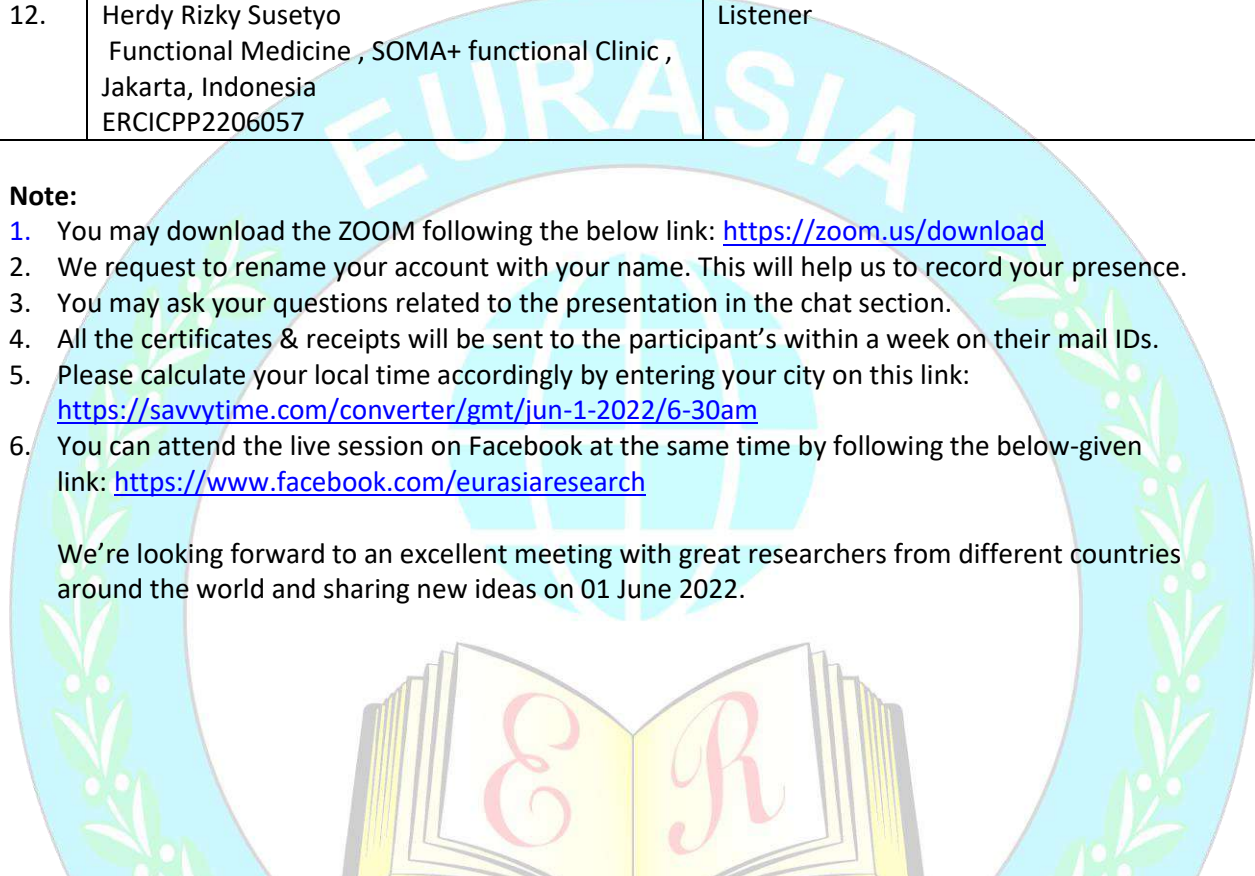 12. Herdy Rizky Susetyo Listener
Functional Medicine , SOMA+ functional Clinic ,
Jakarta, Indonesia
ERCICPP2206057
EURASIA
Note:
1. You may download the ZOOM following the below link: https://zoom.us/download
2. We request to rename your account with your name. This will help us to record your presence.
3. You may ask your questions related to the presentation in the chat section.
4. All the certificates & receipts will be sent to the participant’s within a week on their mail IDs.
5. Please calculate your local time accordingly by entering your city on this link:
https://savvytime.com/converter/gmt/jun-1-2022/6-30am
6. You can attend the live session on Facebook at the same time by following the below-given
link: https://www.facebook.com/eurasiaresearch
We’re looking forward to an excellent meeting with great researchers from different countries
around the world and sharing new ideas on 01 June 2022.
E R